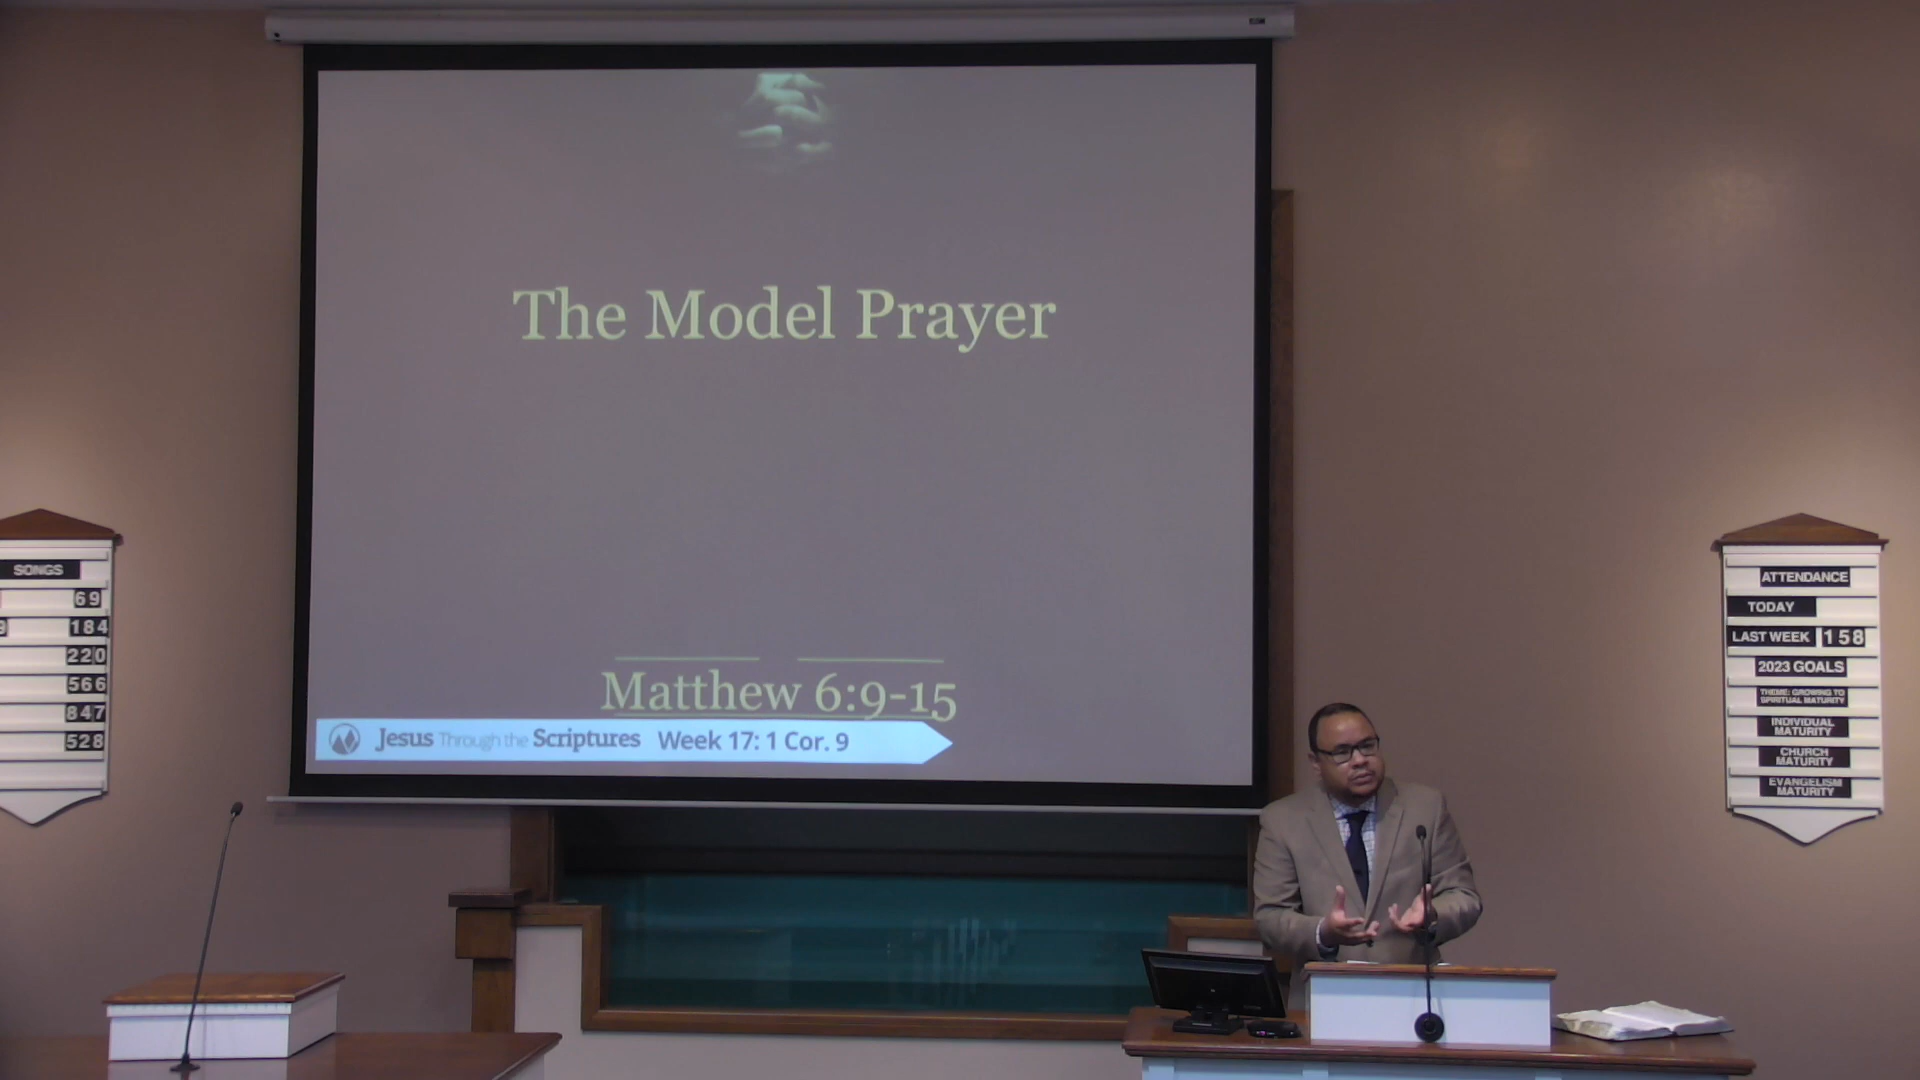 The Model Prayer
Matthew 6:9-15
Jesus Through the Scriptures Week 17: 1 Cor. 9
SONGS
69
9 184
220
566
847
528
ATTENDANCE
TODAY
LAST WEEK 158
2023 GOALS
THEME: GROWING TO
SPIRITUAL MATURITY
INDIVIDUAL
MATURITY
CHURCH
MATURITY
EVANGELISM
MATURITY